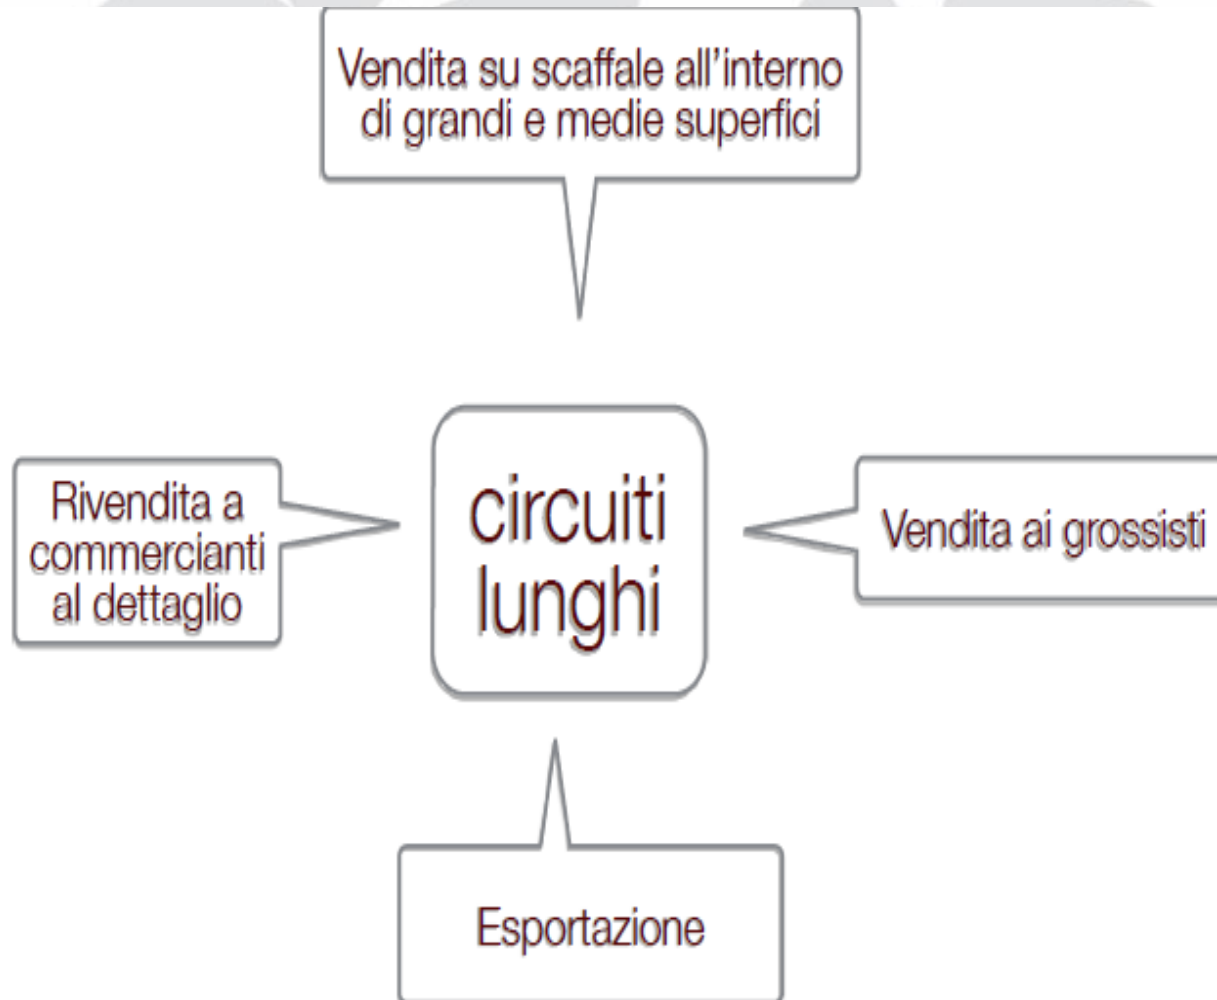 Vendita su scaffale all'interno
di grandi e medie superfici
Rivendita a
commercianti
al dettaglio
circuiti
lunghi
Vendita ai grossisti
Esportazione